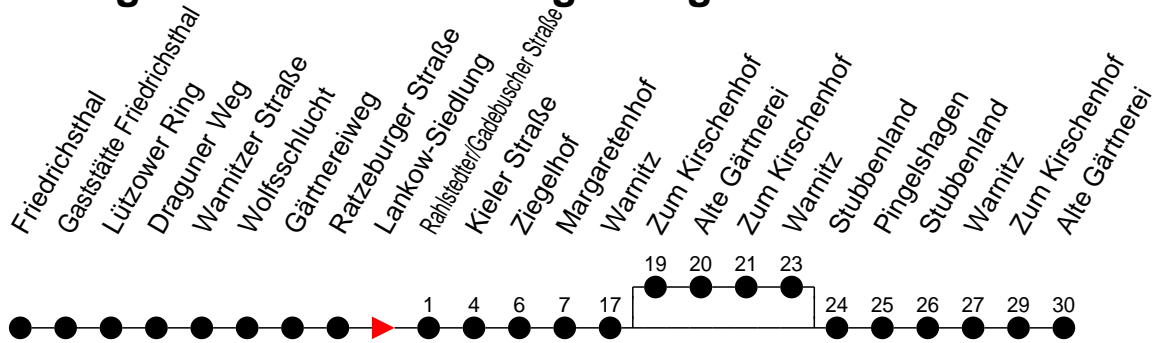 Friedrichsthal
Gaststätte Friedrichsthal
Lützower Ring
Draguner Weg
Warnitzer Straße
Wolfsschlucht
Gärtnereiweg
Ratzeburger Straße
Lankow-Siedlung
Rahlstedter/Gadebuscher Straße
Kieler Straße
Ziegelhof
Margaretenhof
Warnitz
Zum Kirschenhof
Alte Gärtnerei
Zum Kirschenhof
Warnitz
Stubbenland
Pingelshagen
Stubbenland
Warnitz
Zum Kirschenhof
Alte Gärtnerei
19 20 21 23
1 4 6 7 17 24 25 26 27 29 30